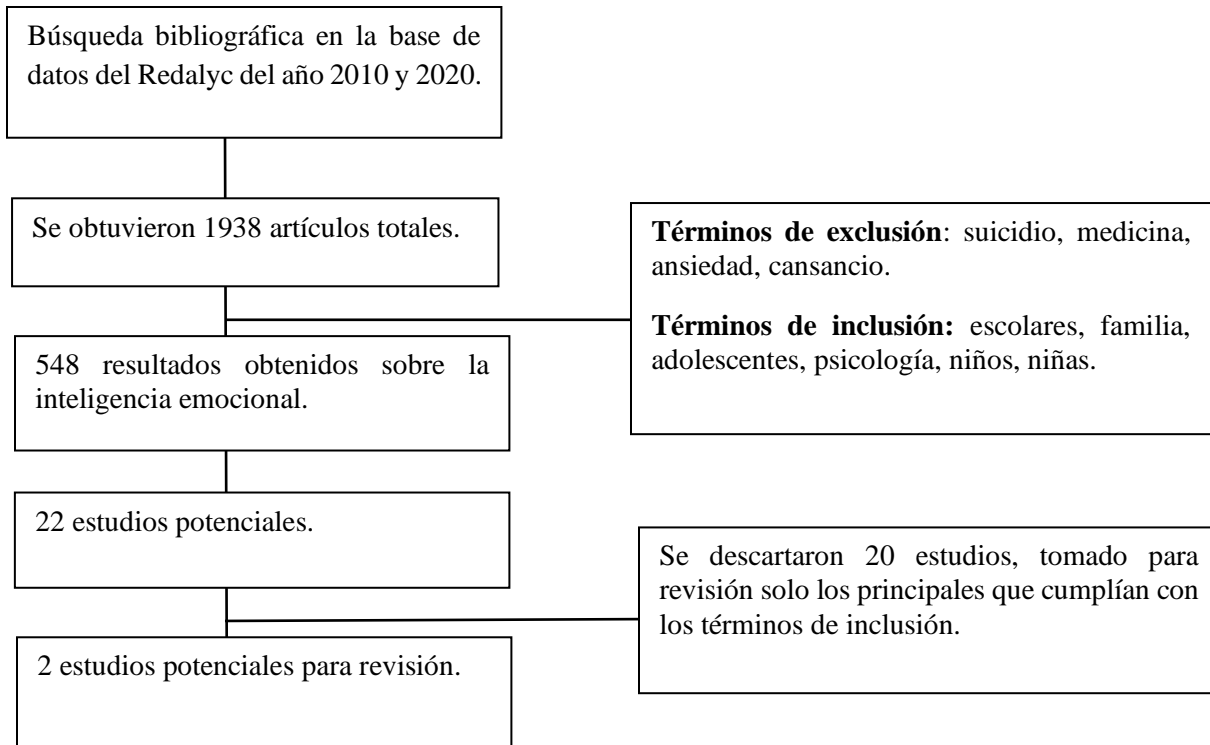 Búsqueda bibliográfica en la base de
datos del Redalyc del año 2010 y 2020.
Se obtuvieron 1938 artículos totales.
Términos de exclusión: suicidio, medicina,
ansiedad, cansancio.
Términos de inclusión: escolares, familia,
adolescentes, psicología, niños, niñas.
548 resultados obtenidos sobre la
inteligencia emocional.
22 estudios potenciales.
Se descartaron 20 estudios, tomado para
revisión solo los principales que cumplían con
los términos de inclusión.
2 estudios potenciales para revisión.